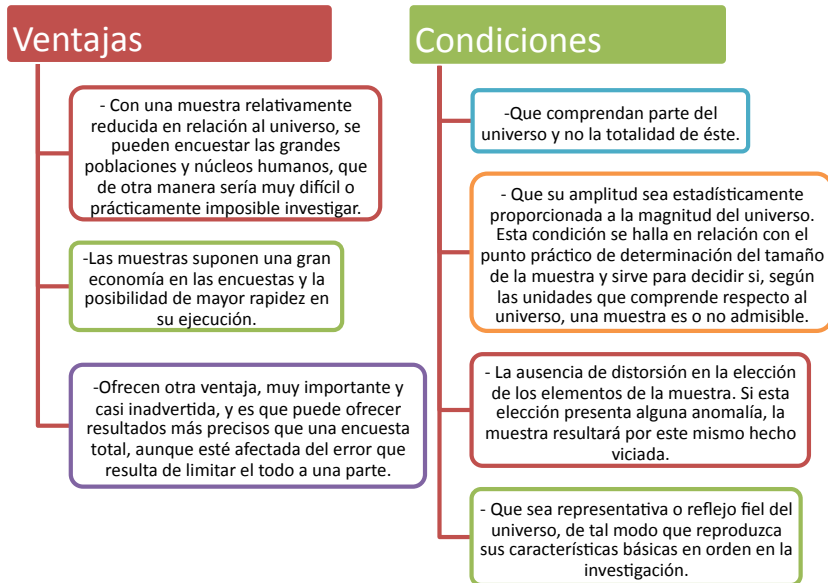 Ventajas
- Con una muestra relativamente
reducida en relación al universo, se
pueden encuestar las grandes
poblaciones y núcleos humanos, que
de otra manera sería muy difícil o
prácticamente imposible investigar.
-Las muestras suponen una gran
economía en las encuestas y la
posibilidad de mayor rapidez en
su ejecución.
-Ofrecen otra ventaja, muy importante y
casi inadvertida, y es que puede ofrecer
resultados más precisos que una encuesta
total, aunque esté afectada del error que
resulta de limitar el todo a una parte.
Condiciones
-Que comprendan parte del
universo y no la totalidad de éste.
- Que su amplitud sea estadísticamente
proporcionada a la magnitud del universo.
Esta condición se halla en relación con el
punto práctico de determinación del tamaño
de la muestra y sirve para decidir si, según
las unidades que comprende respecto al
universo, una muestra es o no admisible.
- La ausencia de distorsión en la elección
de los elementos de la muestra. Si esta
elección presenta alguna anomalía, la
muestra resultará por este mismo hecho
viciada.
- Que sea representativa o reflejo fiel del
universo, de tal modo que reproduzca
sus características básicas en orden en la
investigación.